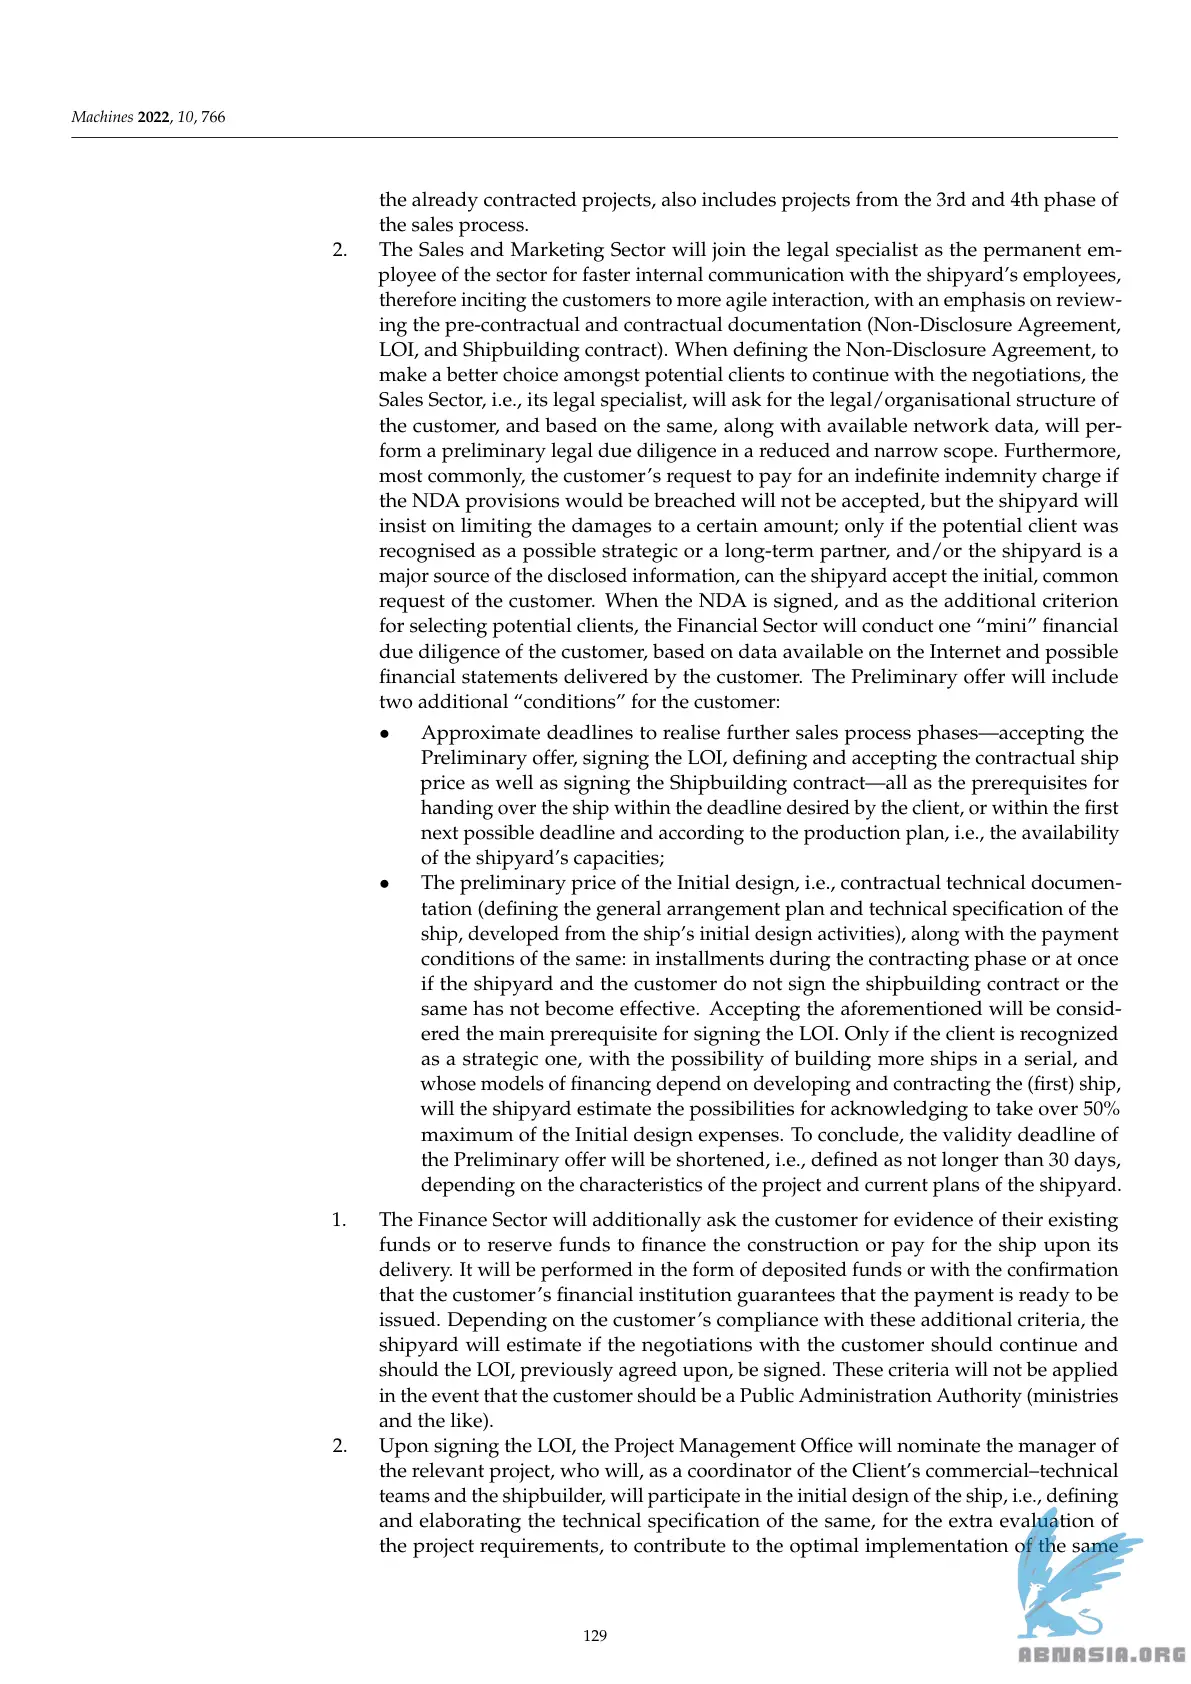 Machines 2022, 10, 766
the already contracted projects, also includes projects from the 3rd and 4th phase of
the sales process.
2. The Sales and Marketing Sector will join the legal specialist as the permanent em-
ployee of the sector for faster internal communication with the shipyard's employees,
therefore inciting the customers to more agile interaction, with an emphasis on review-
ing the pre-contractual and contractual documentation (Non-Disclosure Agreement,
LOI, and Shipbuilding contract). When defining the Non-Disclosure Agreement, to
make a better choice amongst potential clients to continue with the negotiations, the
Sales Sector, i.e., its legal specialist, will ask for the legal/organisational structure of
the customer, and based on the same, along with available network data, will per-
form a preliminary legal due diligence in a reduced and narrow scope. Furthermore,
most commonly, the customer's request to pay for an indefinite indemnity charge if
the NDA provisions would be breached will not be accepted, but the shipyard will
insist on limiting the damages to a certain amount; only if the potential client was
recognised as a possible strategic or a long-term partner, and/or the shipyard is a
major source of the disclosed information, can the shipyard accept the initial, common
request of the customer. When the NDA is signed, and as the additional criterion
for selecting potential clients, the Financial Sector will conduct one “mini” financial
due diligence of the customer, based on data available on the Internet and possible
financial statements delivered by the customer. The Preliminary offer will include
two additional “conditions” for the customer:
● Approximate deadlines to realise further sales process phases—accepting the
Preliminary offer, signing the LOI, defining and accepting the contractual ship
price as well as signing the Shipbuilding contract—all as the prerequisites for
handing over the ship within the deadline desired by the client, or within the first
next possible deadline and according to the production plan, i.e., the availability
of the shipyard's capacities;
● The preliminary price of the Initial design, i.e., contractual technical documen-
tation (defining the general arrangement plan and technical specification of the
ship, developed from the ship's initial design activities), along with the payment
conditions of the same: in installments during the contracting phase or at once
if the shipyard and the customer do not sign the shipbuilding contract or the
same has not become effective. Accepting the aforementioned will be consid-
ered the main prerequisite for signing the LOI. Only if the client is recognized
as a strategic one, with the possibility of building more ships in a serial, and
whose models of financing depend on developing and contracting the (first) ship,
will the shipyard estimate the possibilities for acknowledging to take over 50%
maximum of the Initial design expenses. To conclude, the validity deadline of
the Preliminary offer will be shortened, i.e., defined as not longer than 30 days,
depending on the characteristics of the project and current plans of the shipyard.
1. The Finance Sector will additionally ask the customer for evidence of their existing
funds or to reserve funds to finance the construction or pay for the ship upon its
delivery. It will be performed in the form of deposited funds or with the confirmation
that the customer's financial institution guarantees that the payment is ready to be
issued. Depending on the customer's compliance with these additional criteria, the
shipyard will estimate if the negotiations with the customer should continue and
should the LOI, previously agreed upon, be signed. These criteria will not be applied
in the event that the customer should be a Public Administration Authority (ministries
and the like).
2. Upon signing the LOI, the Project Management Office will nominate the manager of
the relevant project, who will, as a coordinator of the Client's commercial–technical
teams and the shipbuilder, will participate in the initial design of the ship, i.e., defining
and elaborating the technical specification of the same, for the extra evaluation of
the project requirements, to contribute to the optimal implementation of the same
129
ABNASIA.ORG